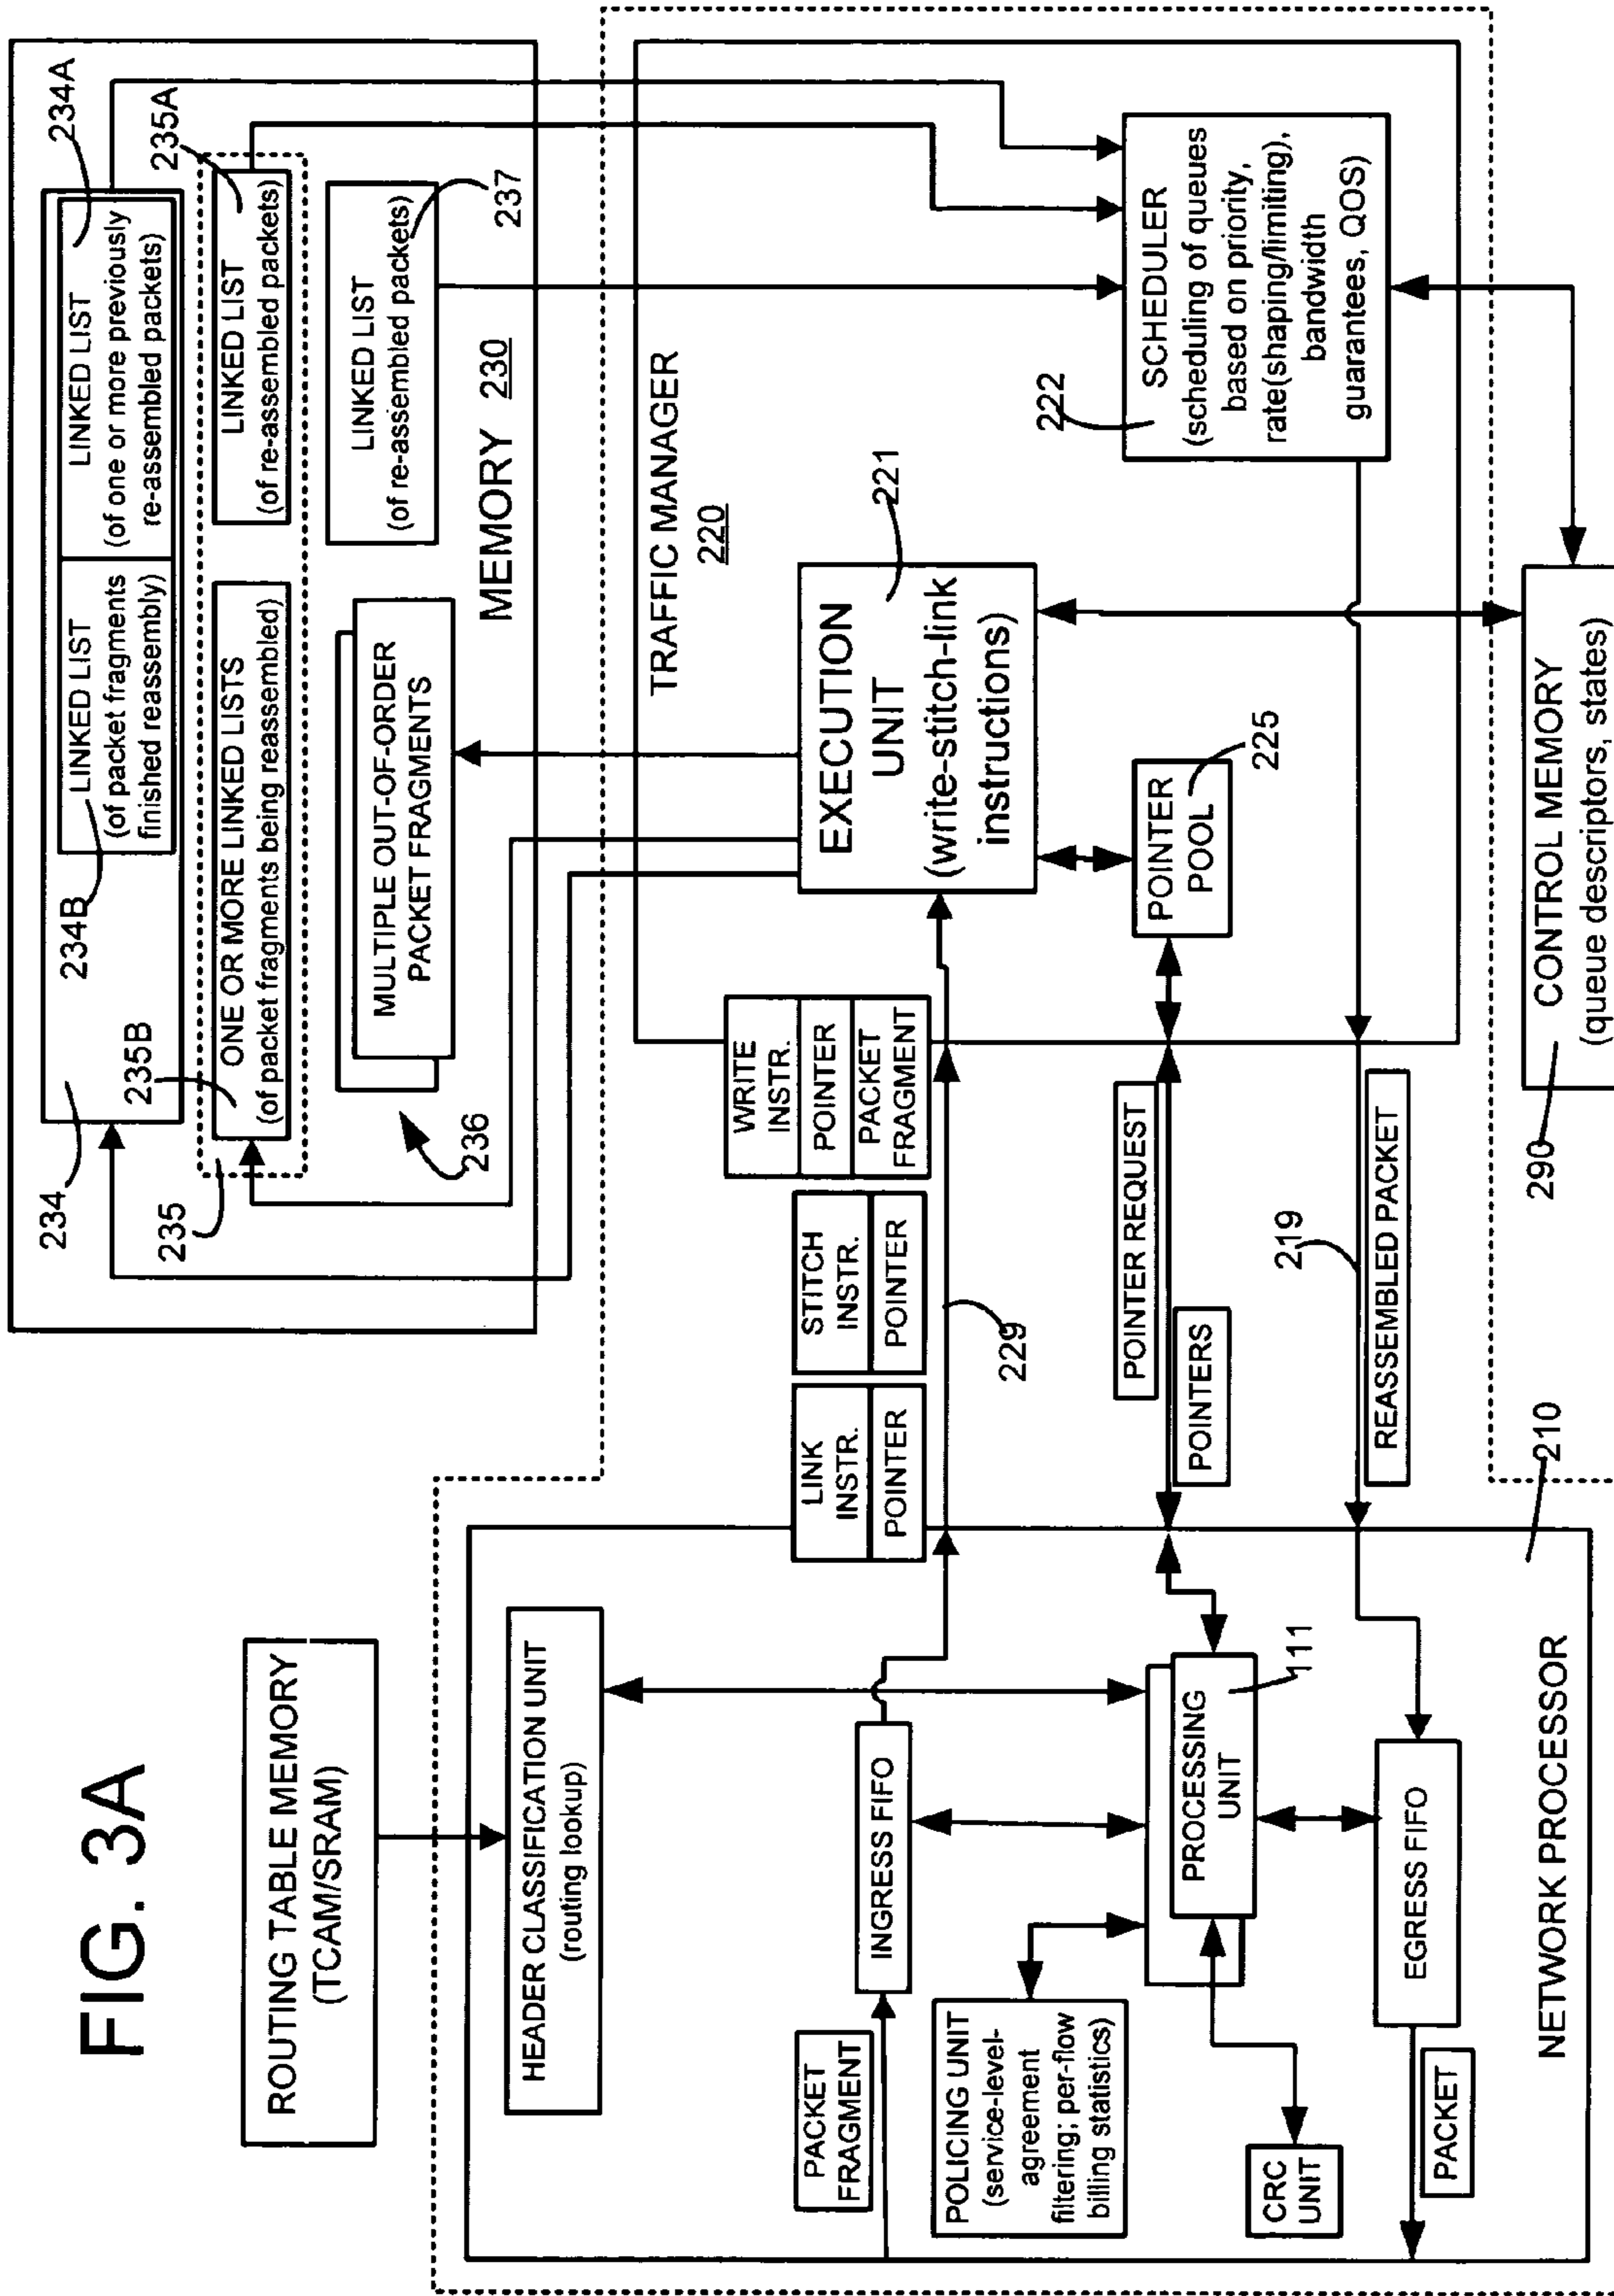 FIG. 3A
ROUTING TABLE MEMORY
(TCAM/SRAM)
HEADER CLASSIFICATION UNIT
(routing lookup)
PACKET
FRAGMENT
INGRESS FIFO
POLICING UNIT
(service-level-
agreement
filtering; per-flow
billing statistics)
PROCESSING
UNIT
111
CRC
UNIT
EGRESS FIFO
PACKET
NETWORK PROCESSOR
210
LINK
INSTR.
POINTER
STITCH
INSTR.
POINTER
WRITE
INSTR.
POINTER
PACKET
FRAGMENT
229
POINTER REQUEST
POINTERS
219
REASSEMBLED PACKET
234
234B
LINKED LIST
(of packet fragments
finished reassembly)
LINKED LIST
(of one or more previously
re-assembled packets)
234A
235
235B
ONE OR MORE LINKED LISTS
(of packet fragments being reassembled)
LINKED LIST
(of re-assembled packets)
235A
236
MULTIPLE OUT-OF-ORDER
PACKET FRAGMENTS
LINKED LIST
(of re-assembled packets)
237
MEMORY 230
TRAFFIC MANAGER
220
EXECUTION
UNIT
(write-stitch-link
instructions)
221
POINTER
POOL
225
222
SCHEDULER
(scheduling of queues
based on priority,
rate(shaping/limiting),
bandwidth
guarantees, QOS)
290
CONTROL MEMORY
(queue descriptors, states)